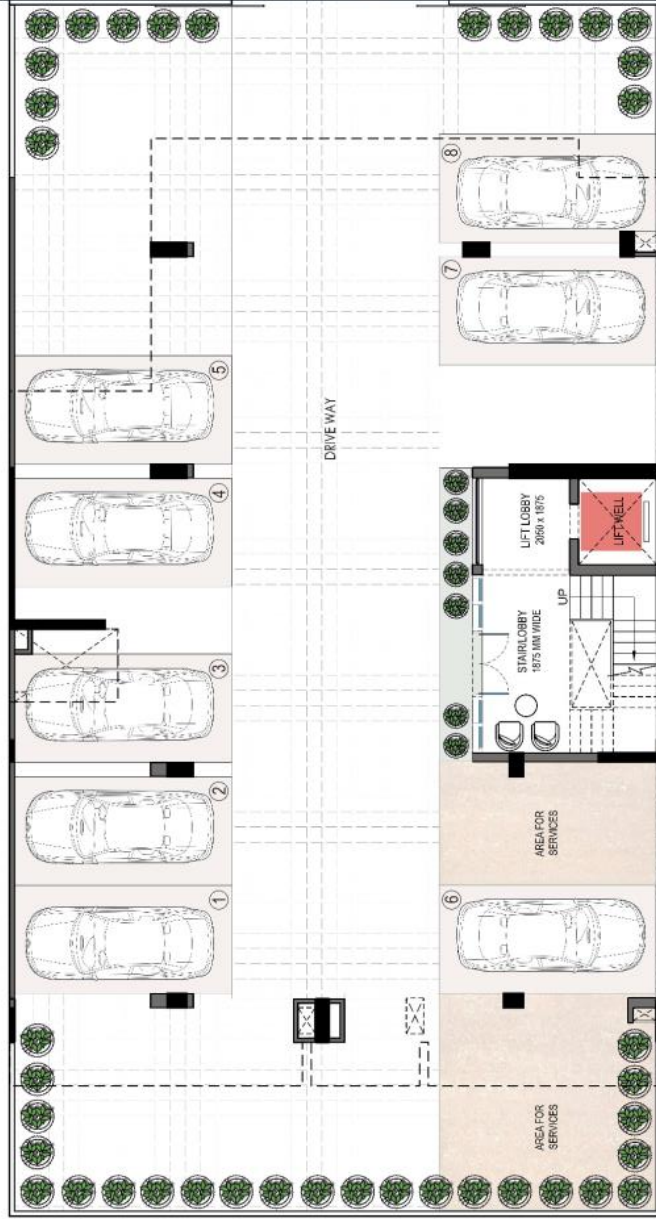 8
7
5
DRIVE WAY
4
LIFT LOBBY
2050 x 1875
LIFT WELL
UP
STAIR/LOBBY
1875 MM WIDE
3
2
AREA FOR
SERVICES
1
6
AREA FOR
SERVICES